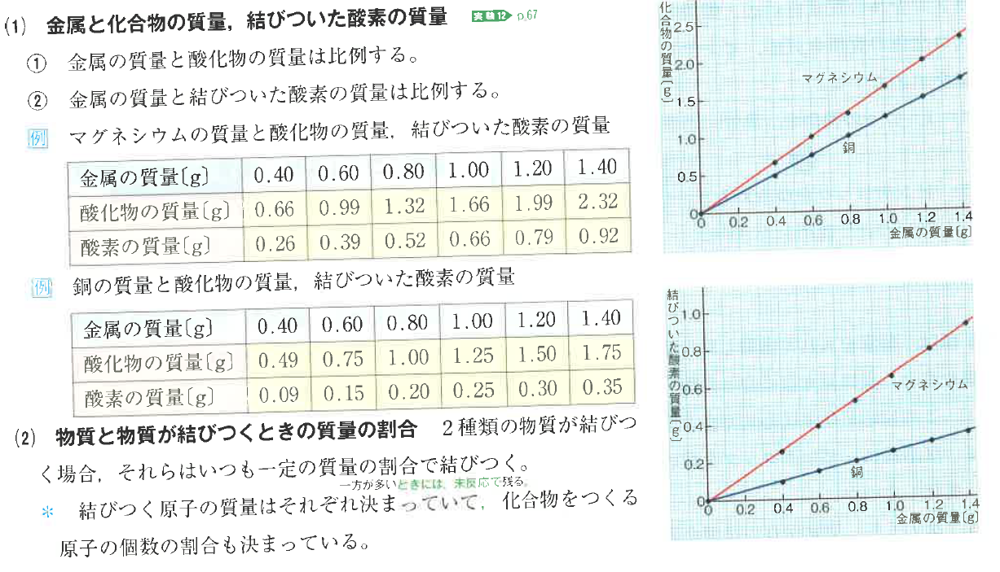 (1) 金属と化合物の質量，結びついた酸素の質量 実験12 p.67
① 金属の質量と酸化物の質量は比例する。
② 金属の質量と結びついた酸素の質量は比例する。
例 マグネシウムの質量と酸化物の質量，結びついた酸素の質量
金属の質量〔g〕 0.40 0.60 0.80 1.00 1.20 1.40
酸化物の質量〔g〕 0.66 0.99 1.32 1.66 1.99 2.32
酸素の質量〔g〕 0.26 0.39 0.52 0.66 0.79 0.92
例 銅の質量と酸化物の質量，結びついた酸素の質量
金属の質量〔g〕 0.40 0.60 0.80 1.00 1.20 1.40
酸化物の質量〔g〕 0.49 0.75 1.00 1.25 1.50 1.75
酸素の質量〔g〕 0.09 0.15 0.20 0.25 0.30 0.35
(2) 物質と物質が結びつくときの質量の割合 2種類の物質が結びつ
く場合，それらはいつも一定の質量の割合で結びつく。
一方が多いときには，未反応で残る。
＊ 結びつく原子の質量はそれぞれ決まっていて，化合物をつくる
原子の個数の割合も決まっている。
化合物の質量〔g〕
2.5
2.0
1.5
1.0
0.5
0
マグネシウム
銅
0 0.2 0.4 0.6 0.8 1.0 1.2 1.4
金属の質量〔g〕
結びついた酸素の質量〔g〕
1.0
0.8
0.6
0.4
0.2
0
マグネシウム
銅
0 0.2 0.4 0.6 0.8 1.0 1.2 1.4
金属の質量〔g〕